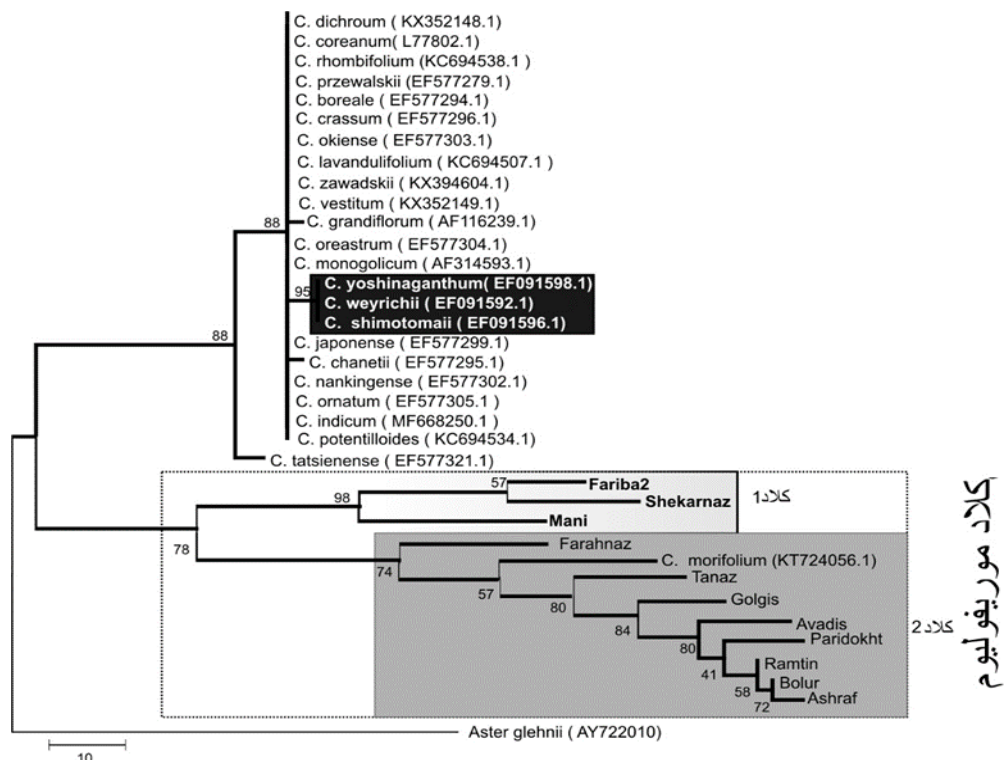 C. dichroum ( KX352148.1)
C. coreanum( L77802.1)
C. rhombifolium (KC694538.1 )
C. przewalskii (EF577279.1)
C. boreale ( EF577294.1)
C. crassum ( EF577296.1)
C. okiense ( EF577303.1)
C. lavandulifolium ( KC694507.1 )
C. zawadskii ( KX394604.1)
C. vestitum ( KX352149.1)
88
C. grandiflorum ( AF116239.1)
C. oreastrum ( EF577304.1)
C. monogolicum ( AF314593.1)
95
C. yoshinaganthum( EF091598.1)
C. weyrichii ( EF091592.1)
C. shimotomaii ( EF091596.1)
88
C. japonense ( EF577299.1)
C. chanetii ( EF577295.1)
C. nankingense ( EF577302.1)
C. ornatum ( EF577305.1 )
C. indicum ( MF668250.1 )
C. potentilloides ( KC694534.1)
C. tatsienense ( EF577321.1)
57
Fariba2
98
Shekarnaz
کلاد1
Mani
78
Farahnaz
74
C. morifolium (KT724056.1)
57
Tanaz
80
Golgis
84
Avadis
کلاد2
80
Paridokht
41
Ramtin
58
Bolur
72
Ashraf
کلاد موریفولیوم
Aster glehnii ( AY722010)
10